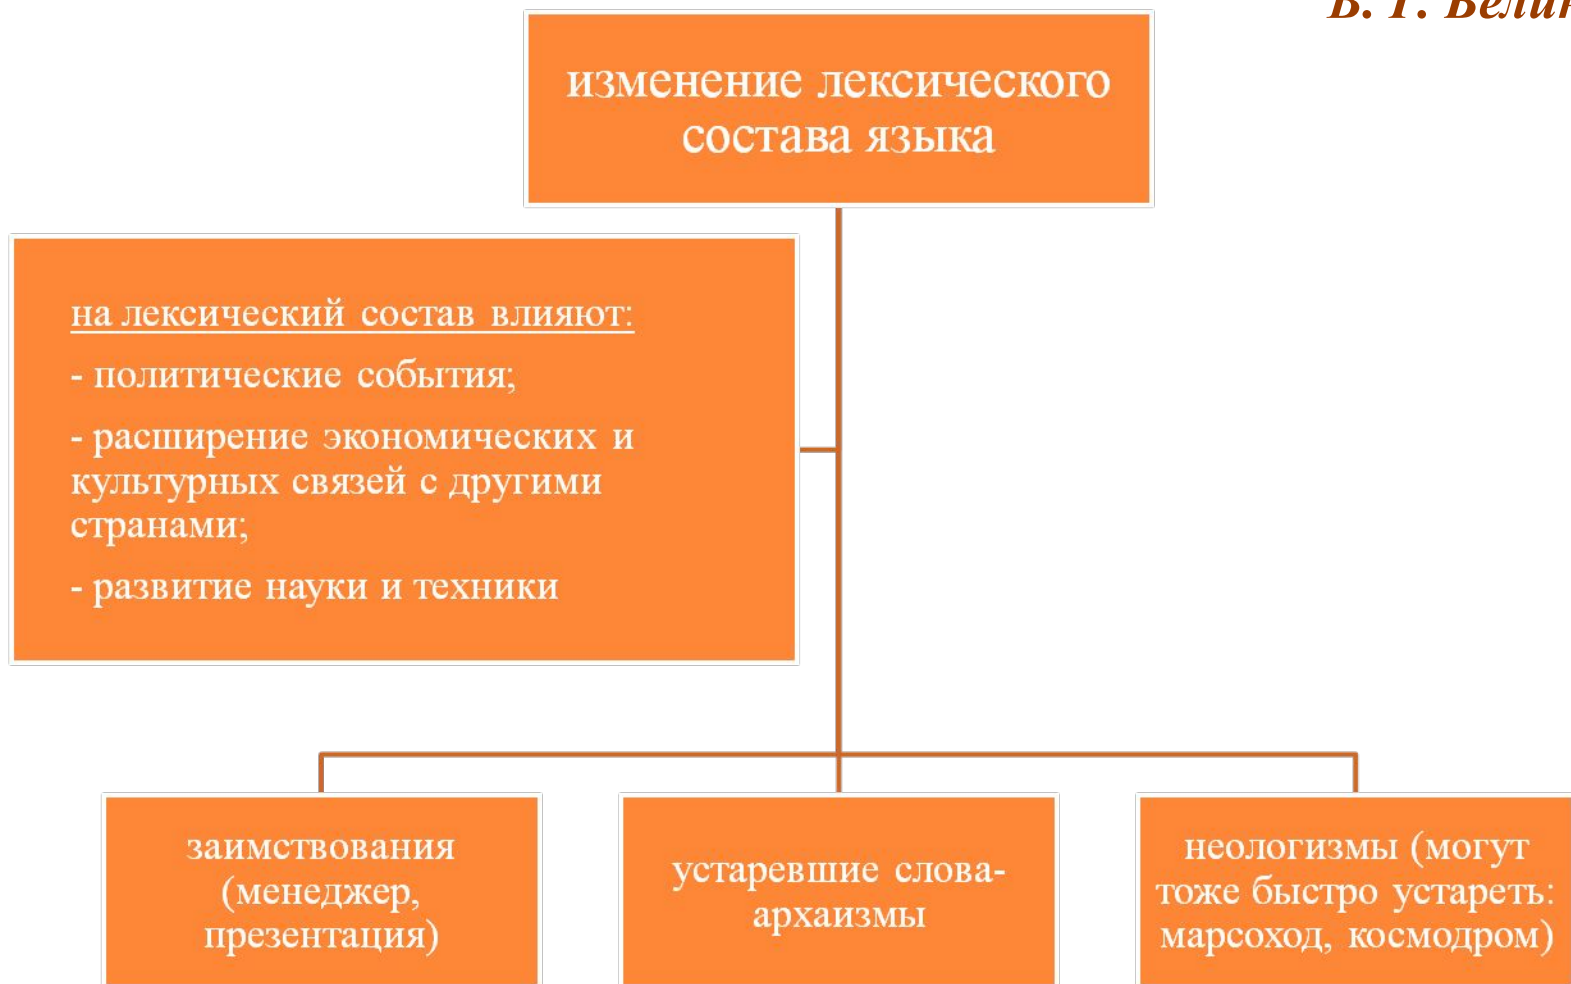 В. Г.
изменение лексического
состава языка
на лексический состав влияют:
- политические события;
- расширение экономических и
культурных связей с другими
странами;
- развитие науки и техники
заимствования
(менеджер,
презентация)
устаревшие слова-
архаизмы
неологизмы (могут
тоже быстро устареть:
марсоход, космодром)